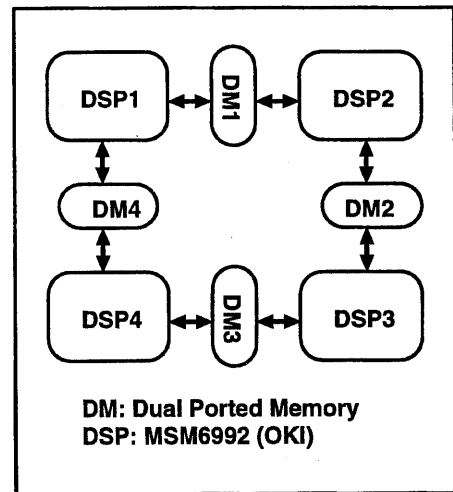 DSP1
DM1
DSP2
DM4
DM2
DSP4
DM3
DSP3
DM: Dual Ported Memory
DSP: MSM6992 (OKI)